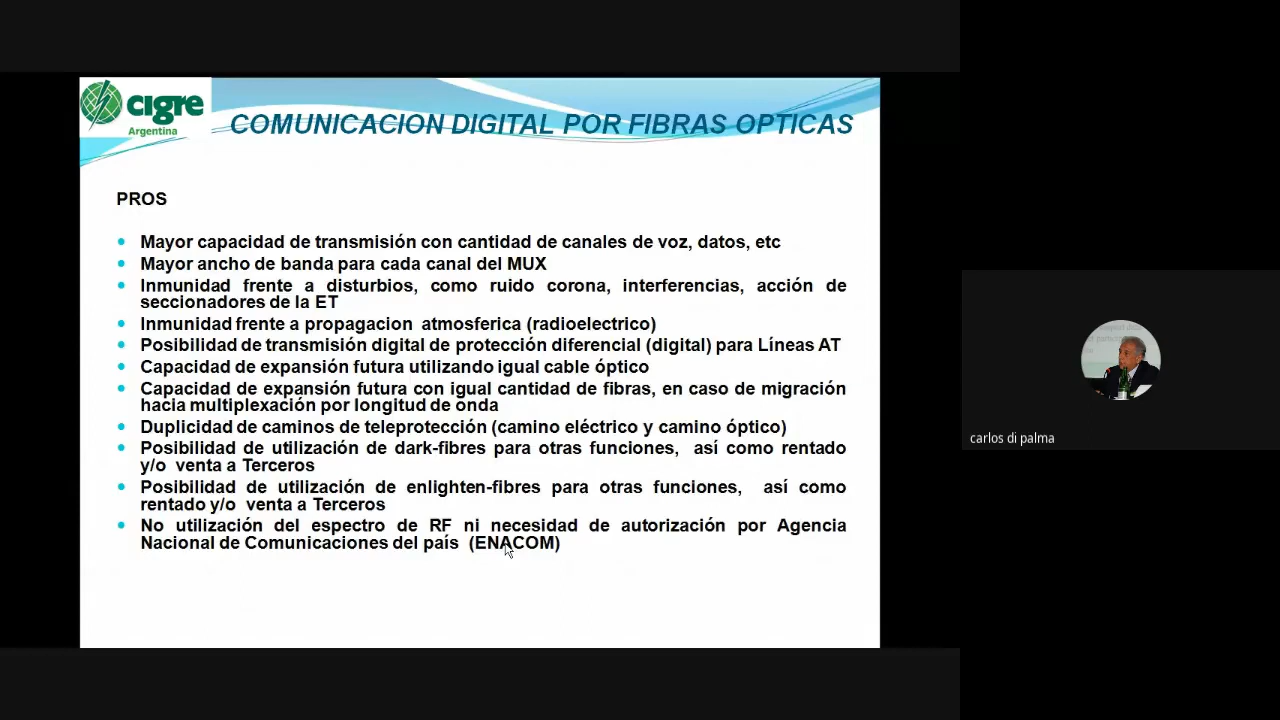 cigre
Argentina
COMUNICACION DIGITAL POR FIBRAS OPTICAS
PROS
Mayor capacidad de transmisión con cantidad de canales de voz, datos, etc
Mayor ancho de banda para cada canal del MUX
Inmunidad frente a disturbios, como ruido corona, interferencias, acción de
seccionadores de la ET
Inmunidad frente a propagacion atmosferica (radioelectrico)
Posibilidad de transmisión digital de protección diferencial (digital) para Líneas AT
Capacidad de expansión futura utilizando igual cable óptico
Capacidad de expansión futura con igual cantidad de fibras, en caso de migración
hacia multiplexación por longitud de onda
Duplicidad de caminos de teleprotección (camino eléctrico y camino óptico)
Posibilidad de utilización de dark-fibres para otras funciones, así como rentado
y/o venta a Terceros
Posibilidad de utilización de enlighten-fibres para otras funciones, así como
rentado y/o venta a Terceros
No utilización del espectro de RF ni necesidad de autorización por Agencia
Nacional de Comunicaciones del país (ENACOM)
carlos di palma